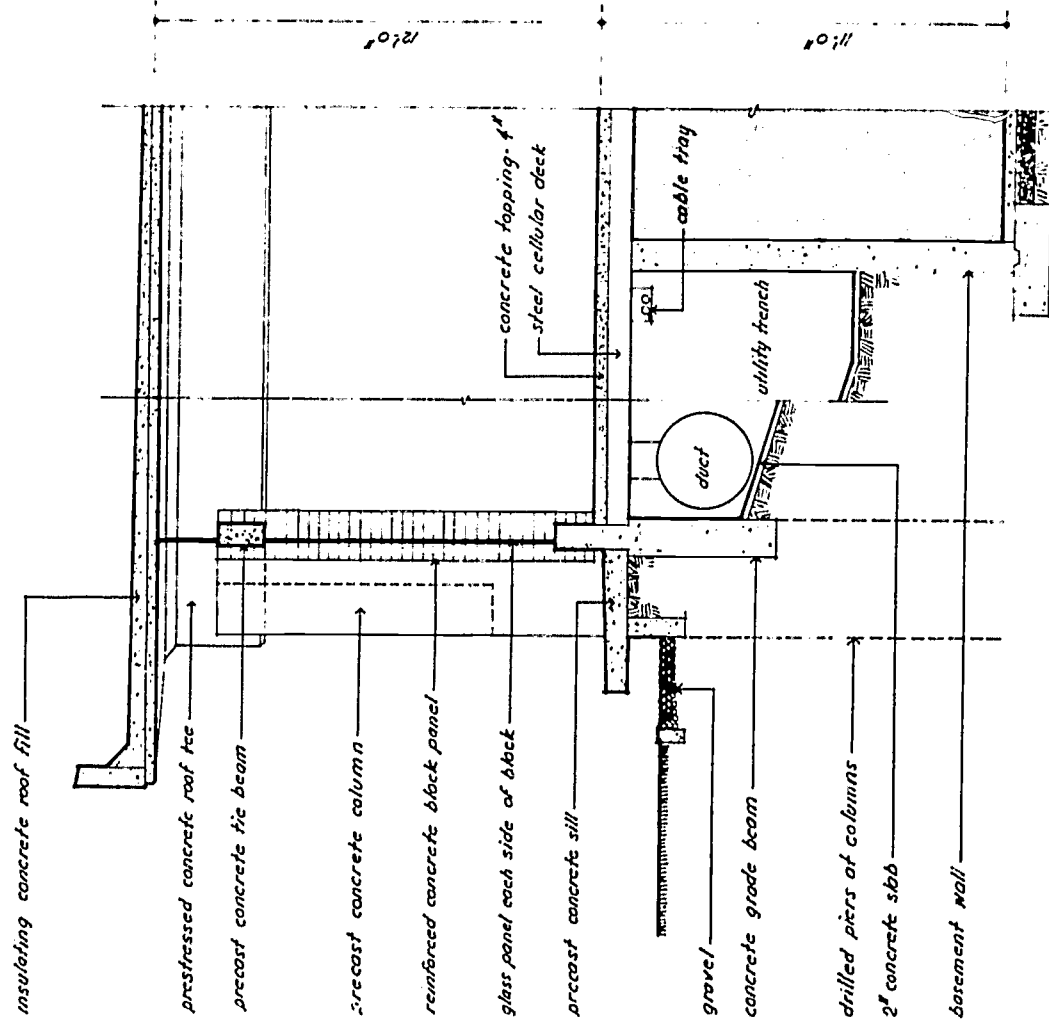 insulating concrete roof fill
prestressed concrete roof tee
precast concrete tie beam
precast concrete column
reinforced concrete block panel
glass panel each side of block
precast concrete sill
gravel
concrete grade beam
drilled piers at columns
2" concrete slab
basement wall
duct
utility trench
concrete topping - 4"
steel cellular deck
cable tray
12'0"
11'0"